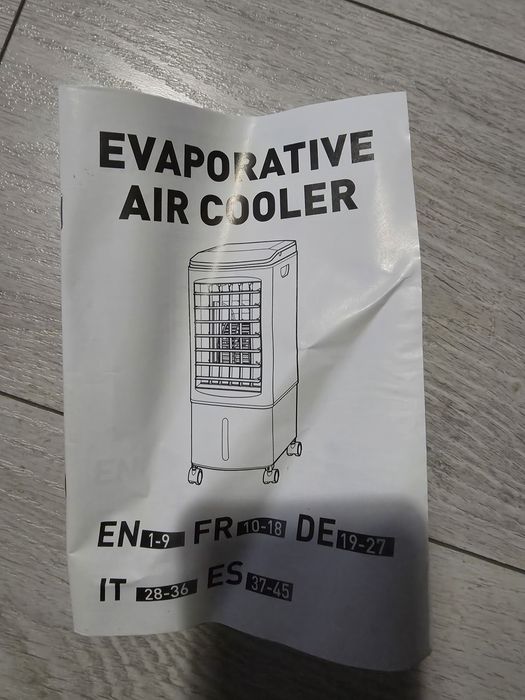 EVAPORATIVE
AIR COOLER
EN 1-9 FR 10-18 DE 19-27
IT 28-36 ES 37-45